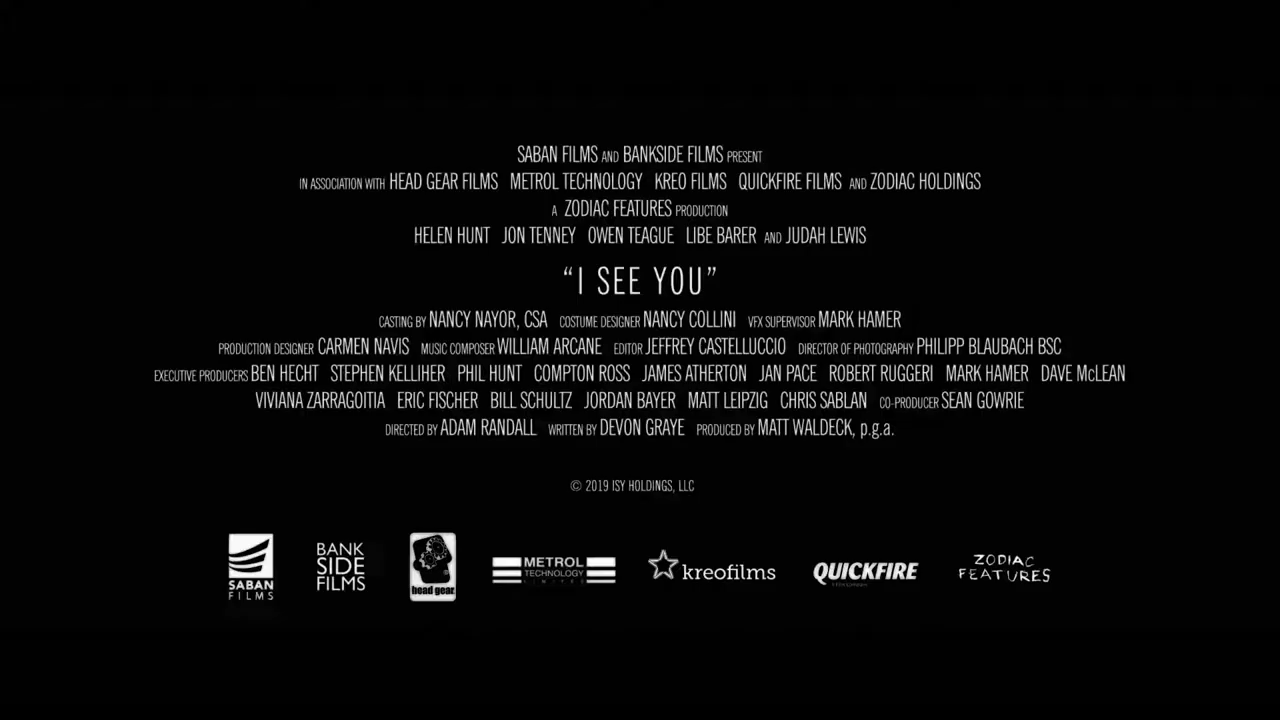 SABAN FILMS AND BANKSIDE FILMS PRESENT
IN ASSOCIATION WITH HEAD GEAR FILMS METROL TECHNOLOGY KREO FILMS QUICKFIRE FILMS AND ZODIAC HOLDINGS
A ZODIAC FEATURES PRODUCTION
HELEN HUNT JON TENNEY OWEN TEAGUE LIBE BARER AND JUDAH LEWIS
“I SEE YOU”
CASTING BY NANCY NAYOR, CSA COSTUME DESIGNER NANCY COLLINI VFX SUPERVISOR MARK HAMER
PRODUCTION DESIGNER CARMEN NAVIS MUSIC COMPOSER WILLIAM ARCANE EDITOR JEFFREY CASTELLUCCIO DIRECTOR OF PHOTOGRAPHY PHILIPP BLAUBACH BSC
EXECUTIVE PRODUCERS BEN HECHT STEPHEN KELLIHER PHIL HUNT COMPTON ROSS JAMES ATHERTON JAN PACE ROBERT RUGGERI MARK HAMER DAVE McLEAN
VIVIANA ZARRAGOITIA ERIC FISCHER BILL SCHULTZ JORDAN BAYER MATT LEIPZIG CHRIS SABLAN CO-PRODUCER SEAN GOWRIE
DIRECTED BY ADAM RANDALL WRITTEN BY DEVON GRAYE PRODUCED BY MATT WALDECK, p.g.a.
© 2019 ISY HOLDINGS, LLC
SABAN
FILMS
BANK
SIDE
FILMS
head gear
METROL
TECHNOLOGY
LIMITED
kreofilms
QUICKFIRE
ZODIAC
FEATURES